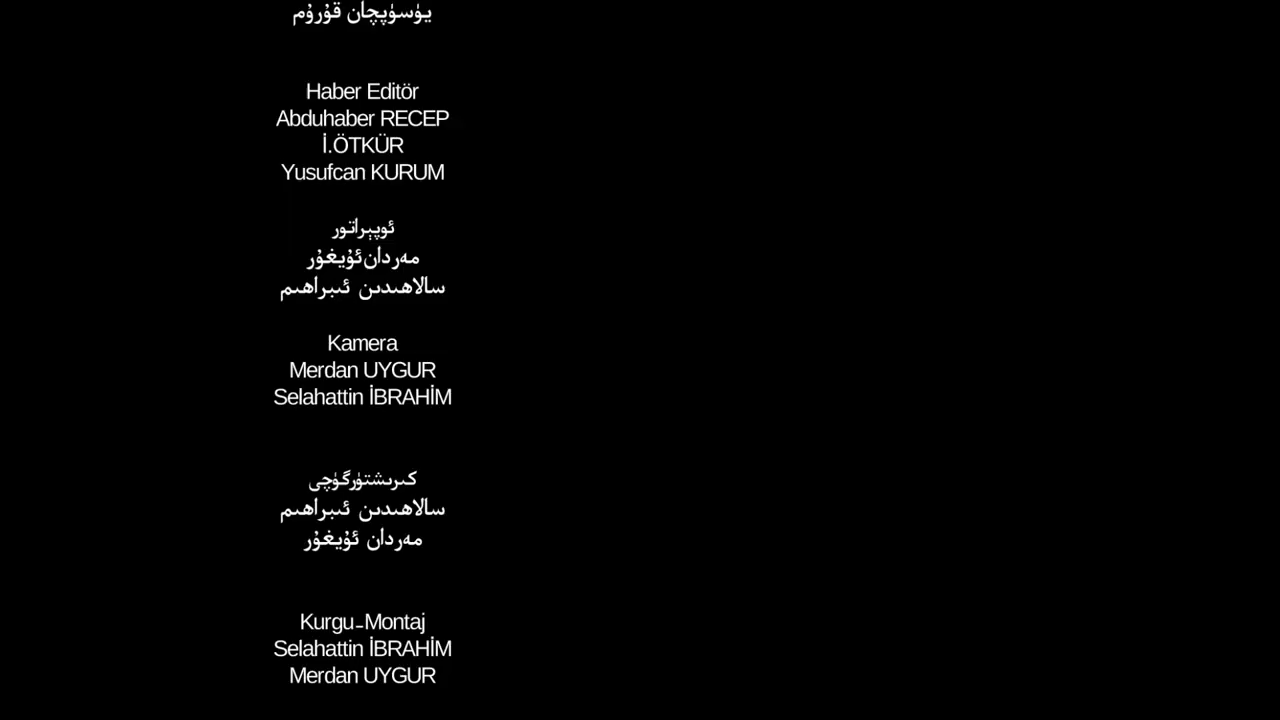 يۈسۈپچان قۇرۇم
Haber Editör
Abduhaber RECEP
İ.ÖTKÜR
Yusufcan KURUM
ئوپېراتور
مەردان ئۇيغۇر
سالاھىدىن ئىبراھىم
Kamera
Merdan UYGUR
Selahattin İBRAHİM
كىرىشتۈرگۈچى
سالاھىدىن ئىبراھىم
مەردان ئۇيغۇر
Kurgu-Montaj
Selahattin İBRAHİM
Merdan UYGUR